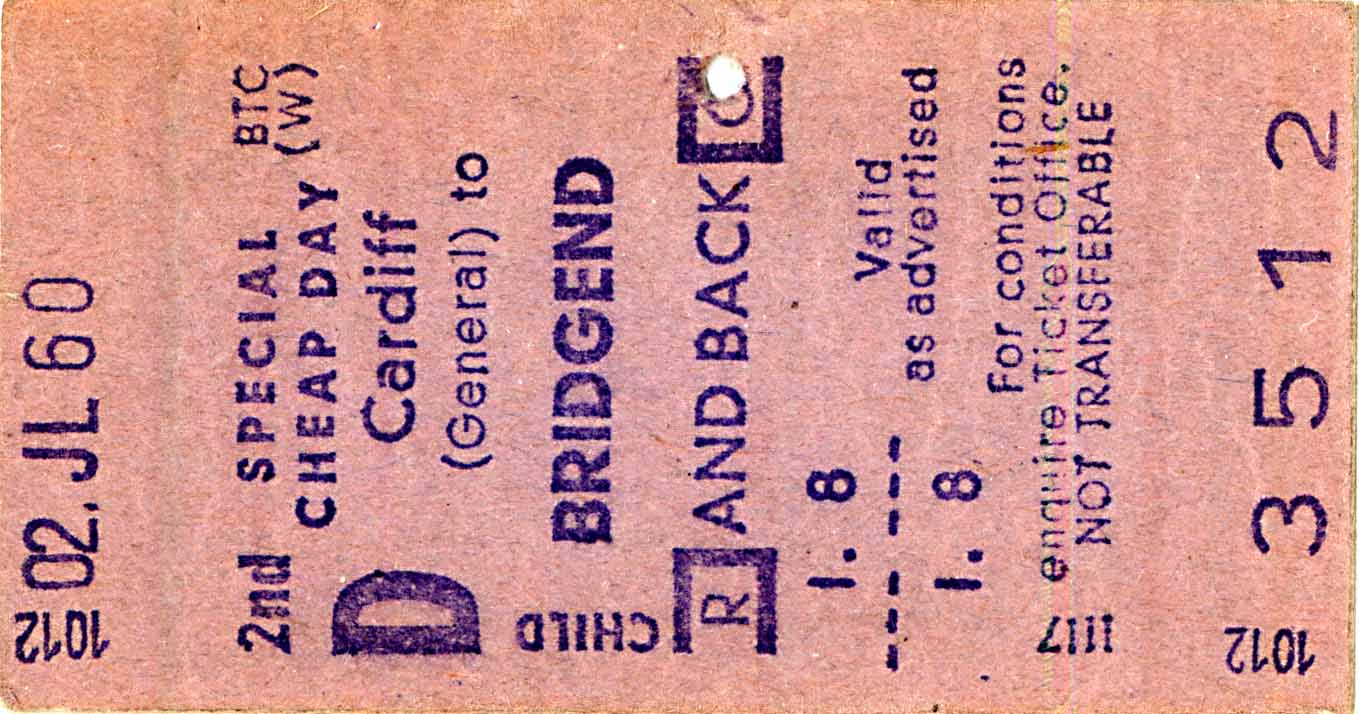 1012
02. JL 60
2nd SPECIAL BTC
CHEAP DAY (W)
D Cardiff
(General) to
BRIDGEND
CHILD
R AND BACK
1. 8 Valid
as advertised
1. 8
For conditions
enquire Ticket Office.
NOT TRANSFERABLE
1117
1012
3512